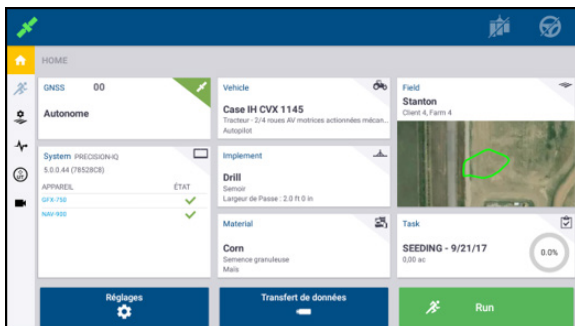 HOME
GNSS 00
Autonome
System PRECISION-IQ
5.0.0.44 (78528CB)
APPAREIL ÉTAT
GFX-750
NAV-900
Vehicle
Case IH CVX 1145
Tracteur - 2/4 roues AV motrices actionnées mécan...
Autopilot
Implement
Drill
Semoir
Largeur de Passe : 2.0 ft 0 in
Material
Corn
Semence granuleuse
Maïs
Field
Stanton
Client 4, Farm 4
Task
SEEDING - 9/21/17
0,00 ac
0.0%
Réglages
Transfert de données
Run